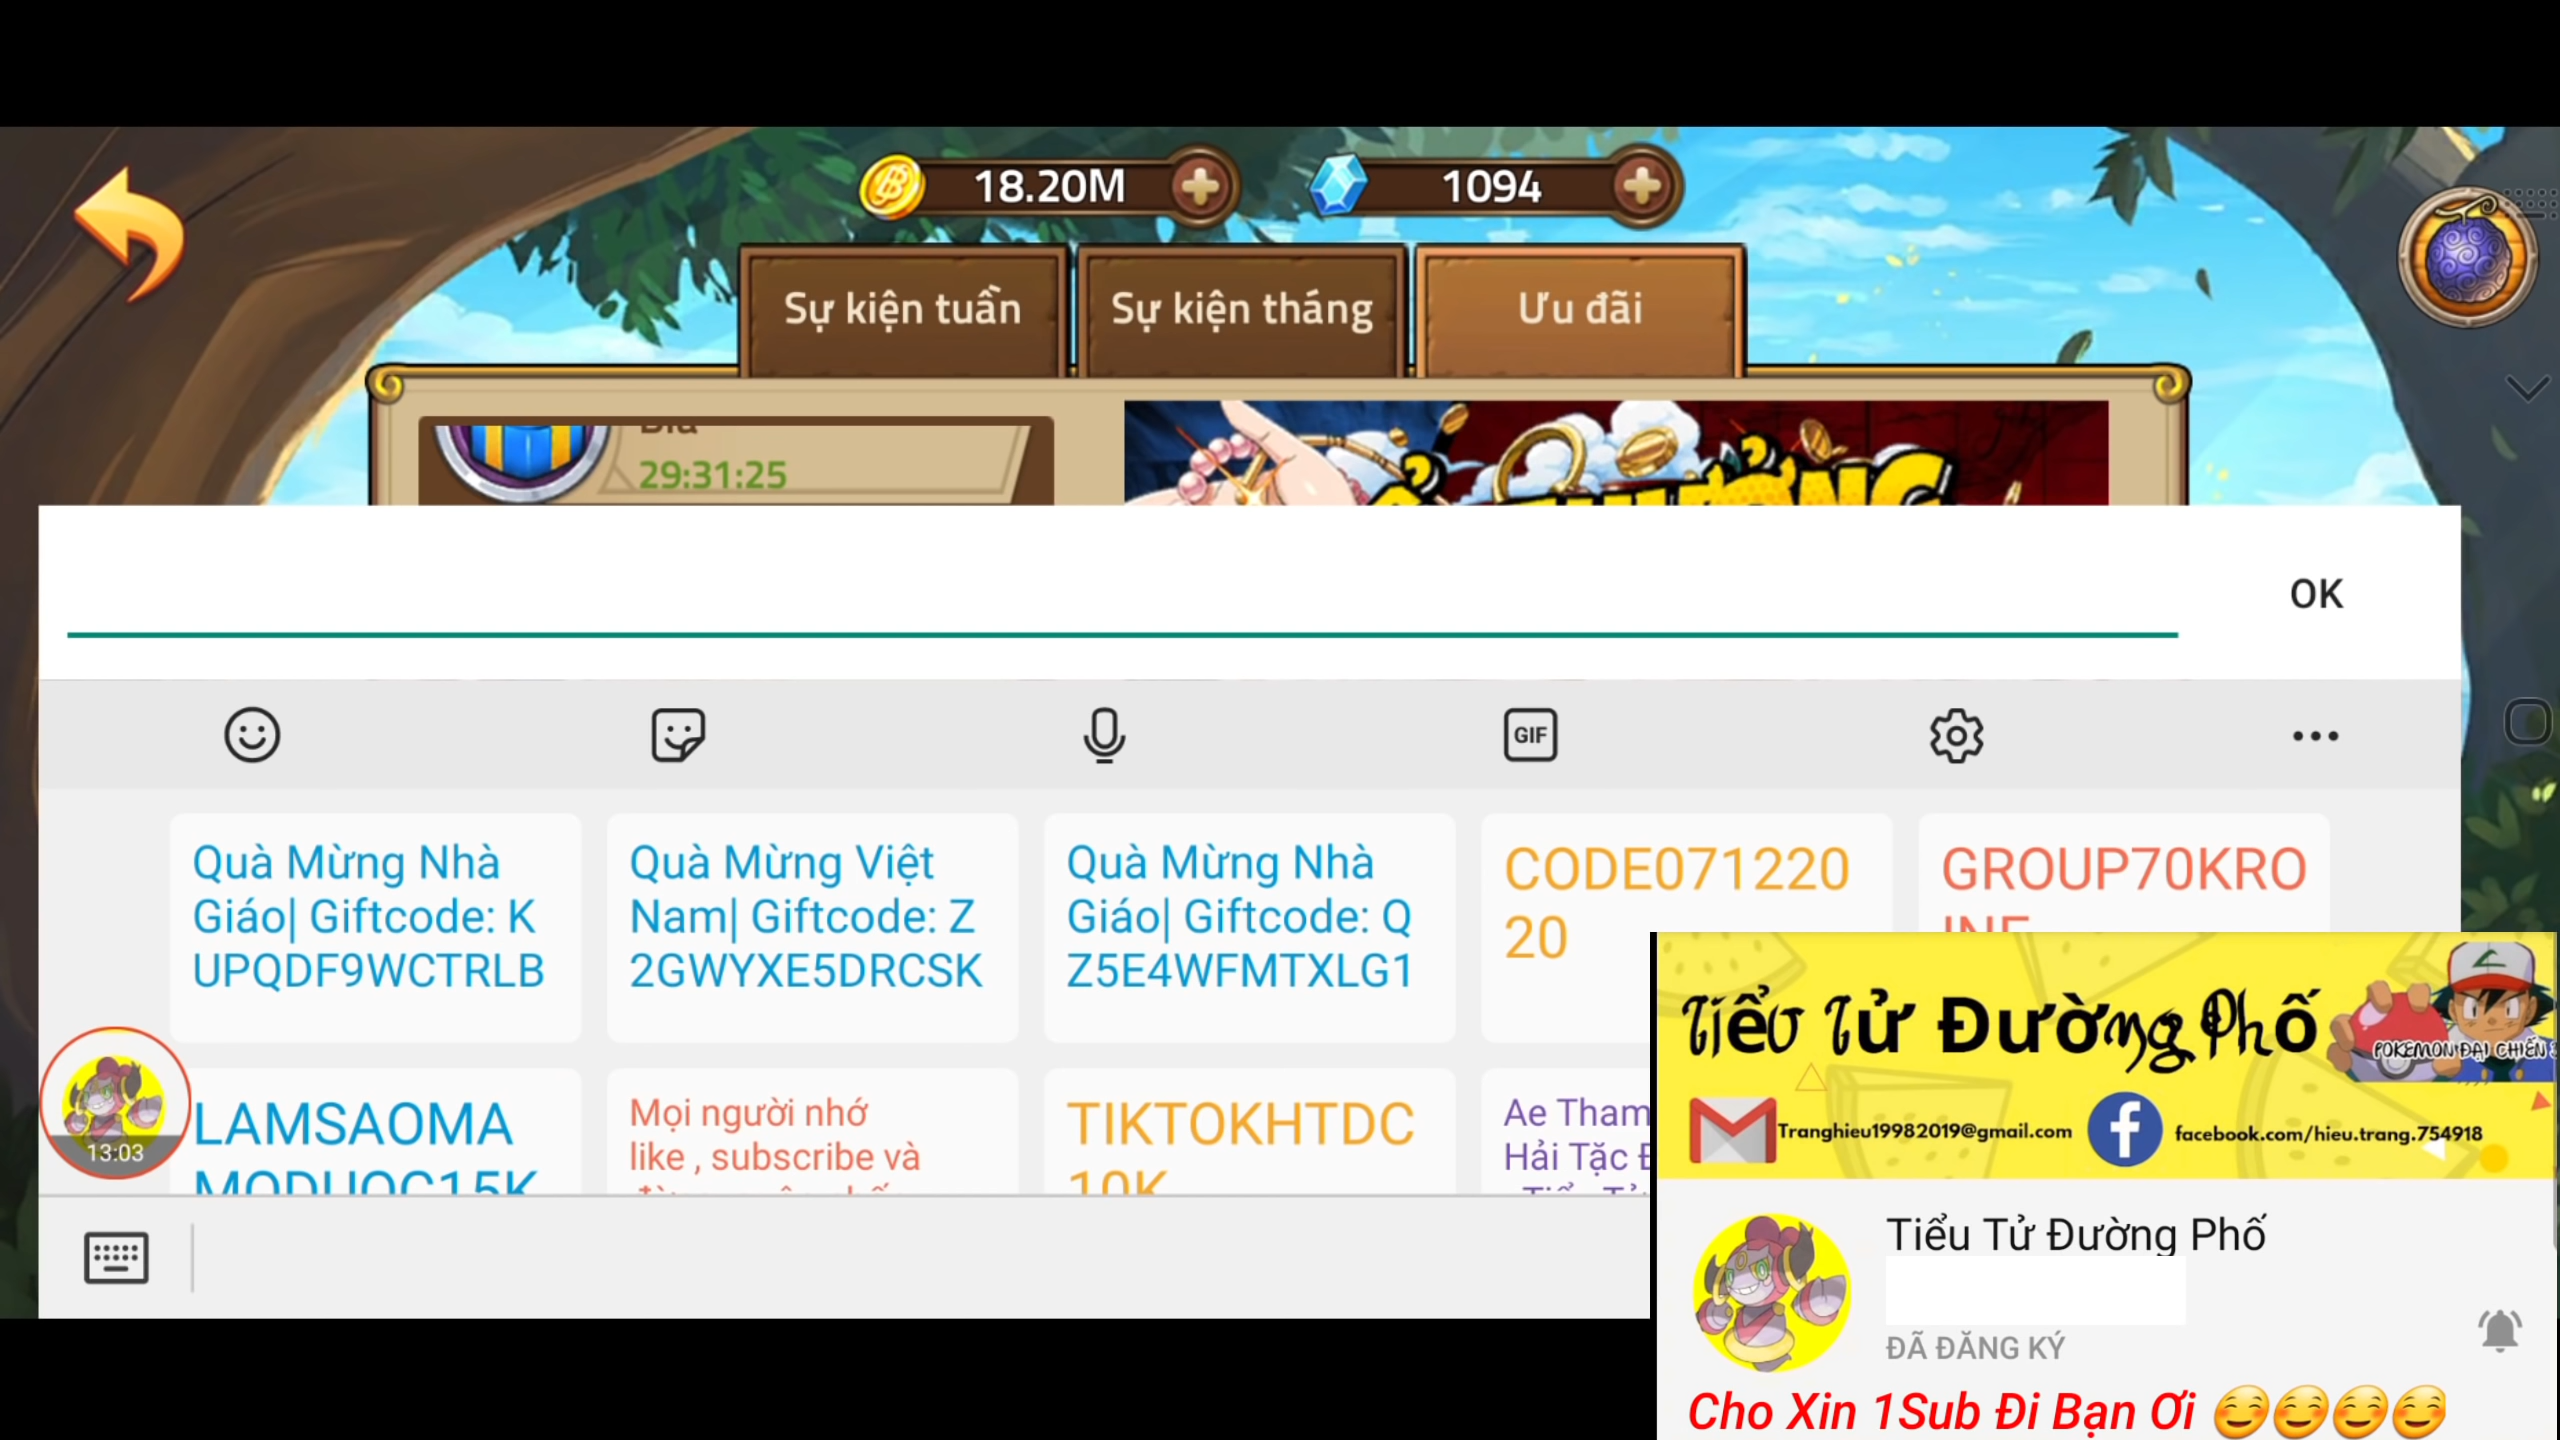 18.20M
1094
Sự kiện tuần
Sự kiện tháng
Ưu đãi
29:31:25
OK
GIF
Quà Mừng Nhà
Giáo| Giftcode: K
UPQDF9WCTRLB
Quà Mừng Việt
Nam| Giftcode: Z
2GWYXE5DRCSK
Quà Mừng Nhà
Giáo| Giftcode: Q
Z5E4WFMTXLG1
CODE071220
20
GROUP70KRO
LAMSAOMA
MODUOC15K
Mọi người nhớ
like , subscribe và
TIKTOKHTDC
10K
Ae Tham
Hải Tặc
13:03
Tiểu Tử Đường Phố
POKEMON ĐẠI CHIẾN
Tranghieu19982019@gmail.com
facebook.com/hieu.trang.754918
Tiểu Tử Đường Phố
ĐÃ ĐĂNG KÝ
Cho Xin 1Sub Đi Bạn Ơi 😊😊😊😊